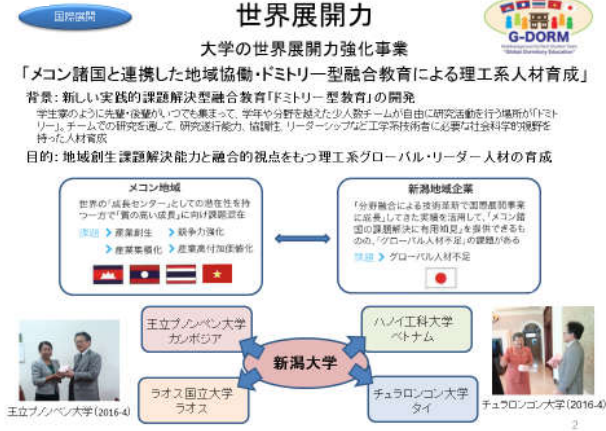 国際展開
世界展開力
G-DORM
大学の世界展開力強化事業
「メコン諸国と連携した地域協働・ドミトリー型融合教育による理工系人材育成」
背景：新しい実践的課題解決型融合教育「ドミトリー型教育」の開発
学生寮のように先輩・後輩がいつでも集まって、学年や分野を越えた少人数チームが自由に研究活動を行う場所が「ドミト
リー」。チームでの研究を通して、研究遂行能力、協調性、リーダーシップなど工学系技術者に必要な社会科学的視野を
持った人材育成
目的：地域創生課題解決能力と融合的視点をもつ理工系グローバル・リーダー人材の育成
メコン地域
世界の「成長センター」としての潜在性を持
つ一方で「質の高い成長」に向け課題混在
課題 > 産業創生 > 競争力強化
> 産業集積化 > 産業高付加価値化
新潟地域企業
「分野融合による技術革新で国際展開事業
に成長」してきた実績を活用して、「メコン諸
国の課題解決に有用知見」を提供できるも
のの、「グローバル人材不足」の課題がある
課題 > グローバル人材不足
王立プノンペン大学
カンボジア
ハノイ工科大学
ベトナム
新潟大学
ラオス国立大学
ラオス
チュラロンコン大学
タイ
王立プノンペン大学(2016-4)
チュラロンコン大学(2016-4)
2